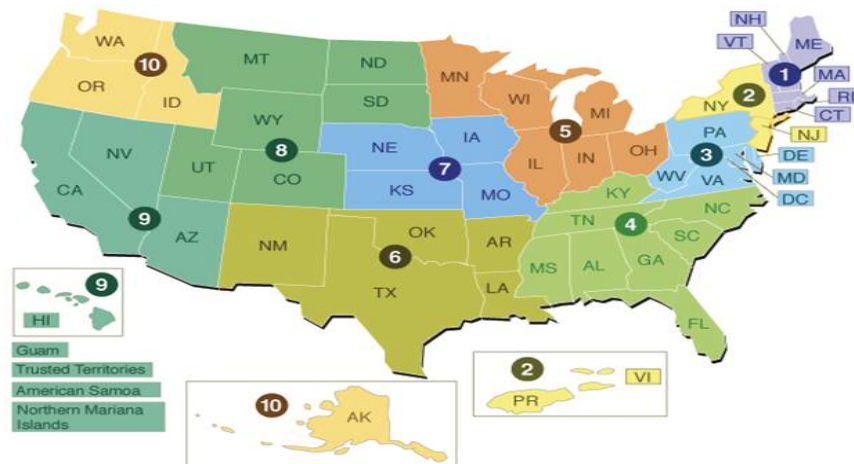 NH
VT
ME
WA
MT
ND
MN
10
1
MA
OR
ID
SD
WI
MI
NY
2
RI
CT
WY
5
PA
NJ
NV
8
NE
IA
IL
IN
OH
3
DE
UT
CO
7
WV
VA
MD
CA
KS
MO
KY
DC
9
AZ
NM
OK
AR
TN
4
NC
SC
6
MS
AL
GA
TX
LA
9
HI
FL
Guam
Trusted Territories
American Samoa
Northern Mariana
Islands
10
AK
2
VI
PR